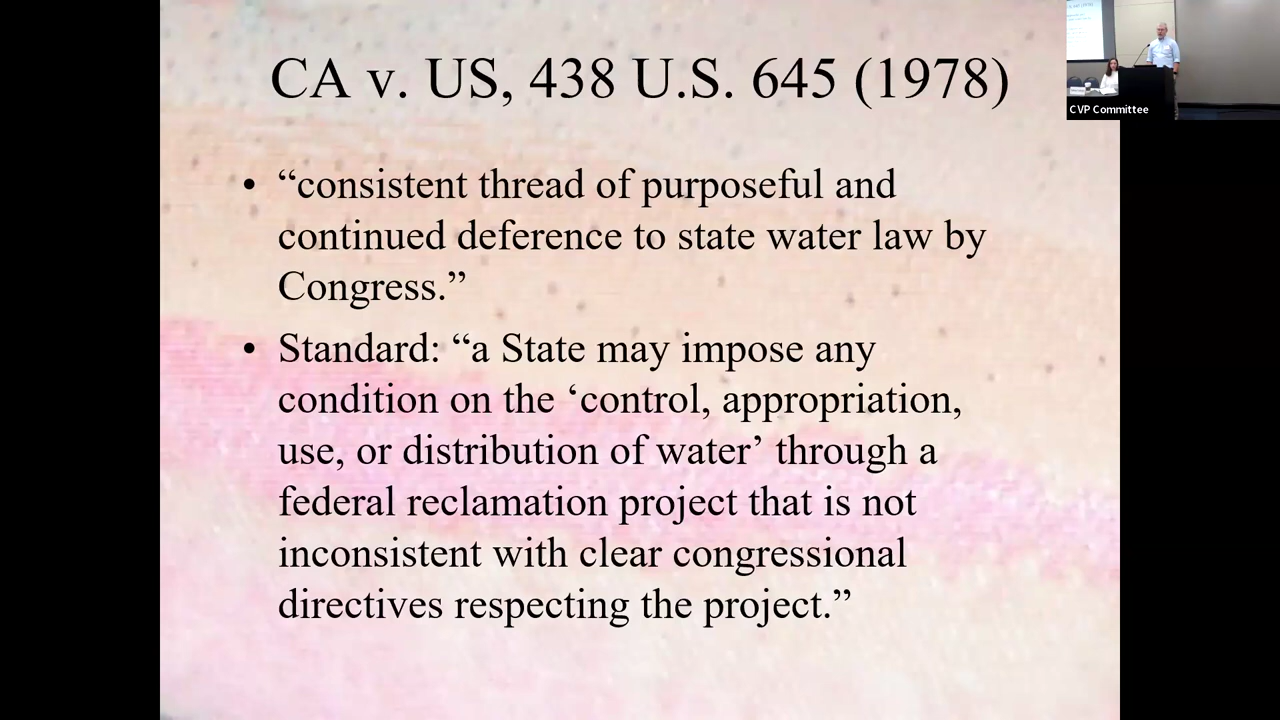 CA v. US, 438 U.S. 645 (1978)
• “consistent thread of purposeful and
continued deference to state water law by
Congress.”
• Standard: “a State may impose any
condition on the ‘control, appropriation,
use, or distribution of water’ through a
federal reclamation project that is not
inconsistent with clear congressional
directives respecting the project.”
CVP Committee